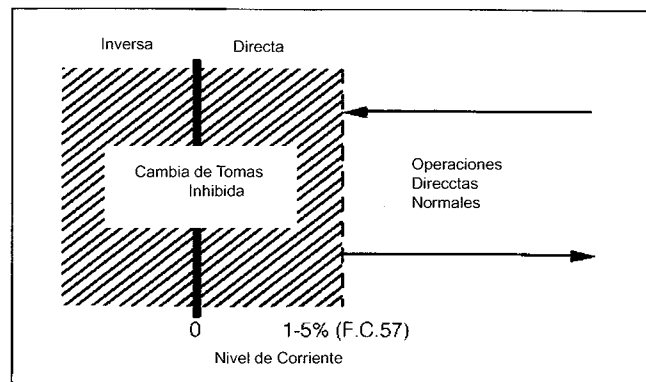 Inversa Directa
Cambia de Tomas
Inhibida
Operaciones
Direcctas
Normales
0 1-5% (F.C.57)
Nivel de Corriente